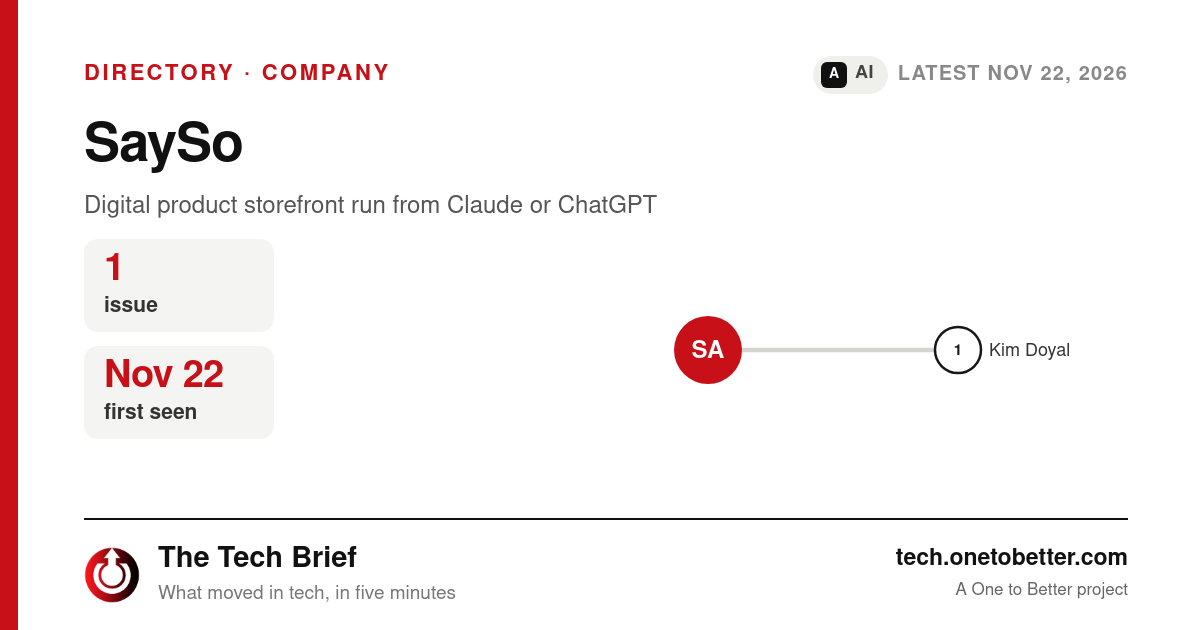 DIRECTORY · COMPANY
A AI LATEST NOV 22, 2026
SaySo
Digital product storefront run from Claude or ChatGPT
1
issue
Nov 22
first seen
SA
1 Kim Doyal
The Tech Brief
What moved in tech, in five minutes
tech.onetobetter.com
A One to Better project